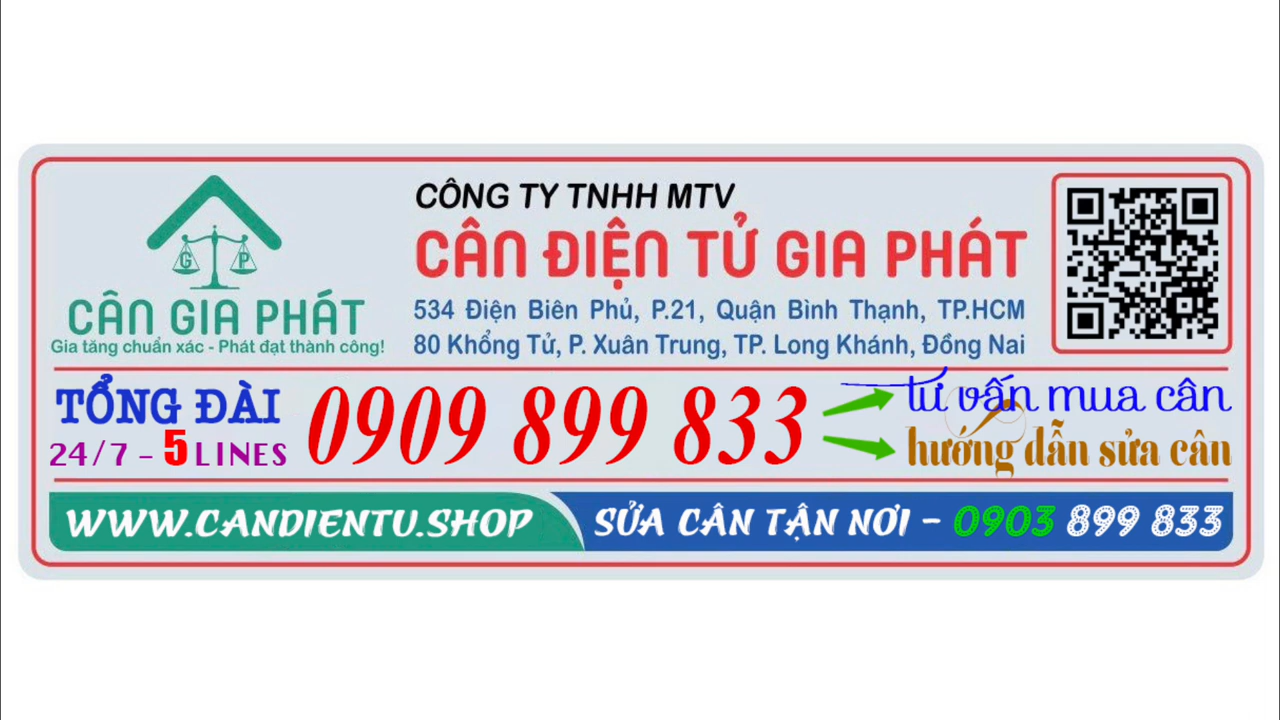 G P
CÂN GIA PHÁT
Gia tăng chuẩn xác - Phát đạt thành công!
CÔNG TY TNHH MTV
CÂN ĐIỆN TỬ GIA PHÁT
534 Điện Biên Phủ, P.21, Quận Bình Thạnh, TP.HCM
80 Khổng Tử, P. Xuân Trung, TP. Long Khánh, Đồng Nai
TỔNG ĐÀI
24/7 - 5 LINES
0909 899 833
tư vấn mua cân
hướng dẫn sửa cân
WWW.CANDIENTU.SHOP
SỬA CÂN TẬN NƠI - 0903 899 833